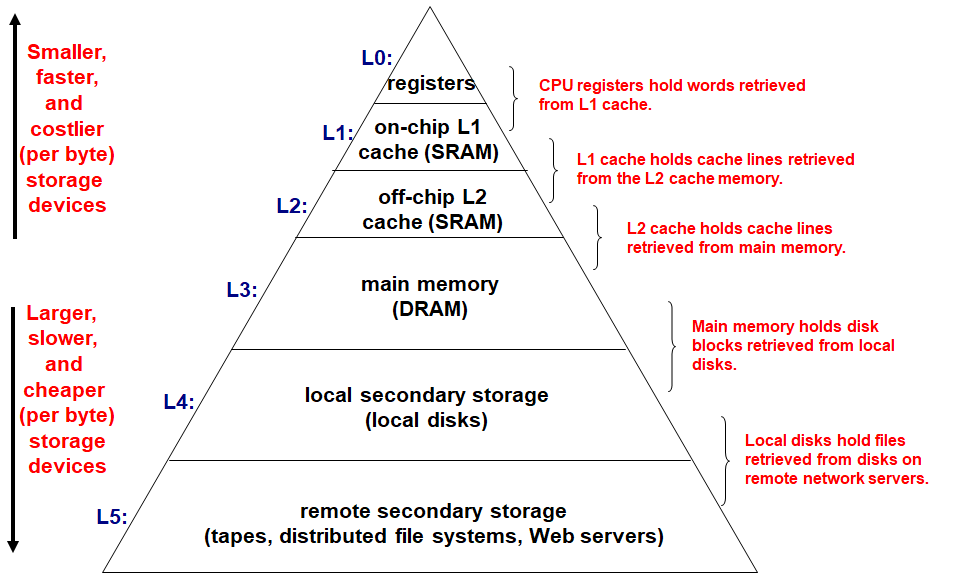 Smaller,
faster,
and
costlier
(per byte)
storage
devices
Larger,
slower,
and
cheaper
(per byte)
storage
devices
L0:
registers
L1:
on-chip L1
cache (SRAM)
L2:
off-chip L2
cache (SRAM)
L3:
main memory
(DRAM)
L4:
local secondary storage
(local disks)
L5:
remote secondary storage
(tapes, distributed file systems, Web servers)
CPU registers hold words retrieved
from L1 cache.
L1 cache holds cache lines retrieved
from the L2 cache memory.
L2 cache holds cache lines
retrieved from main memory.
Main memory holds disk
blocks retrieved from local
disks.
Local disks hold files
retrieved from disks on
remote network servers.